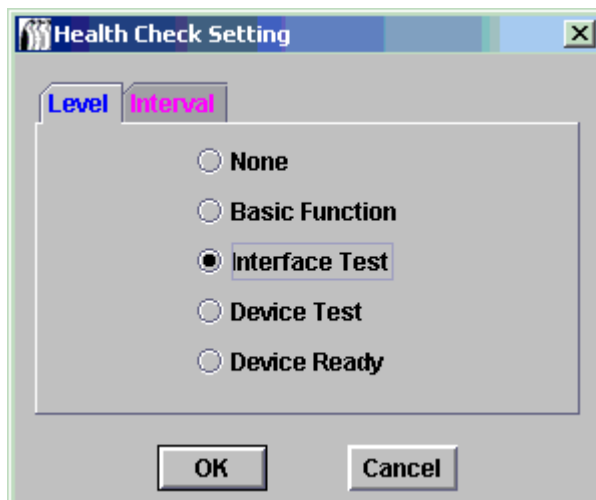 Health Check Setting
Level Interval
None
Basic Function
Interface Test
Device Test
Device Ready
OK Cancel